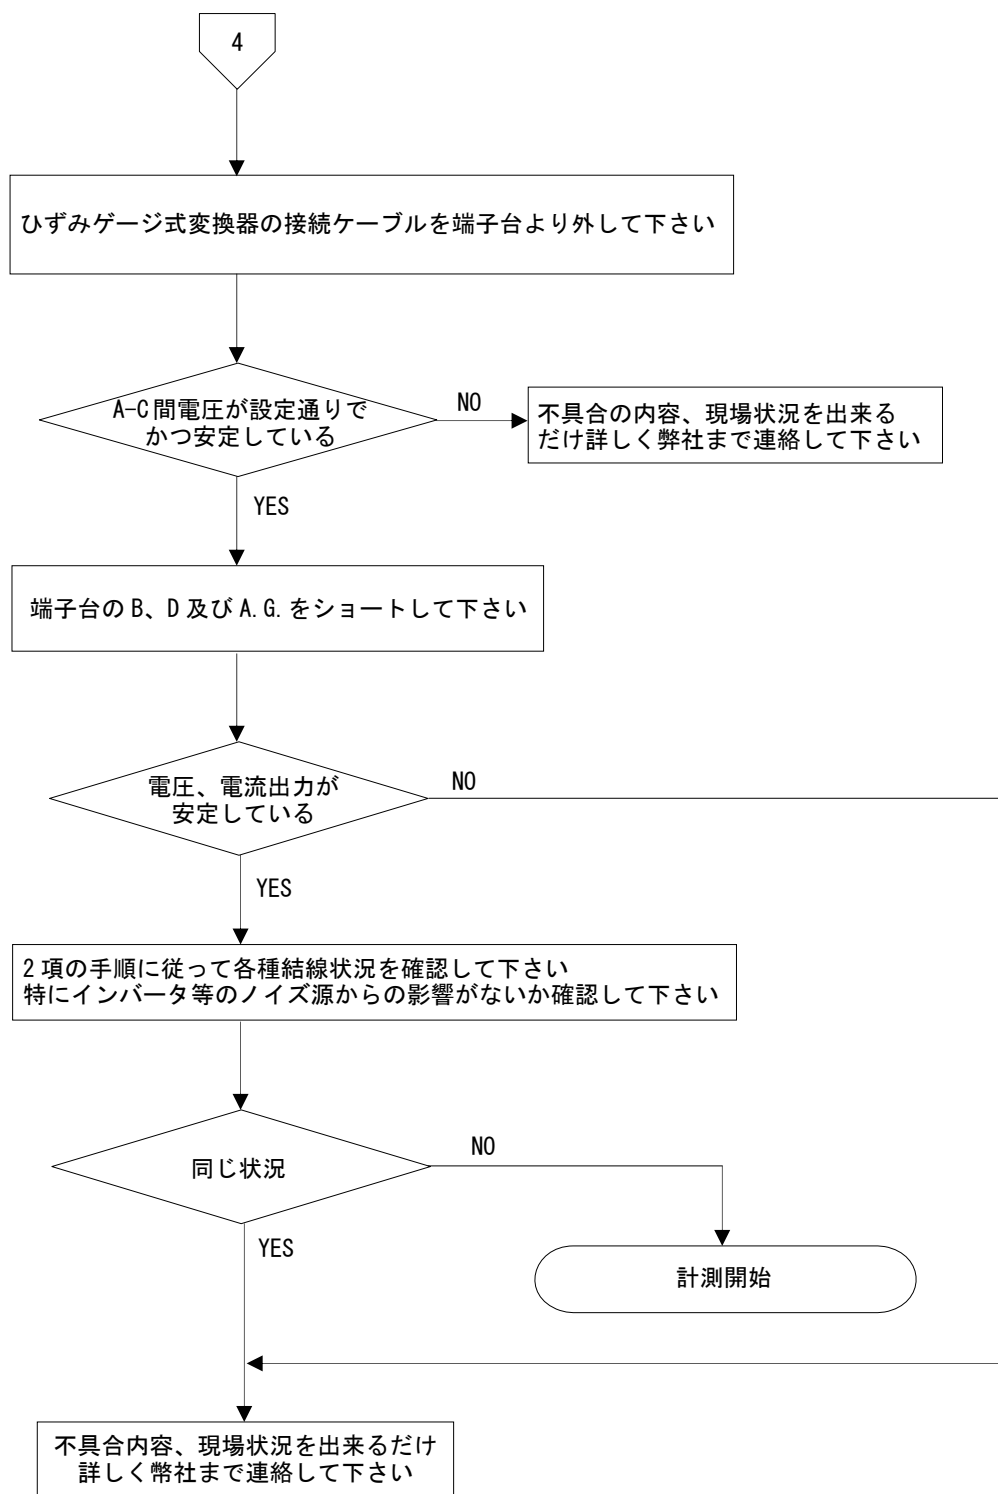 4
ひずみゲージ式変換器の接続ケーブルを端子台より外して下さい
A-C間電圧が設定通りで
かつ安定している
NO
不具合の内容、現場状況を出来る
だけ詳しく弊社まで連絡して下さい
YES
端子台のB、D及びA.G.をショートして下さい
電圧、電流出力が
安定している
NO
YES
2項の手順に従って各種結線状況を確認して下さい
特にインバータ等のノイズ源からの影響がないか確認して下さい
同じ状況
NO
YES
計測開始
不具合内容、現場状況を出来るだけ
詳しく幣社まで連絡して下さい